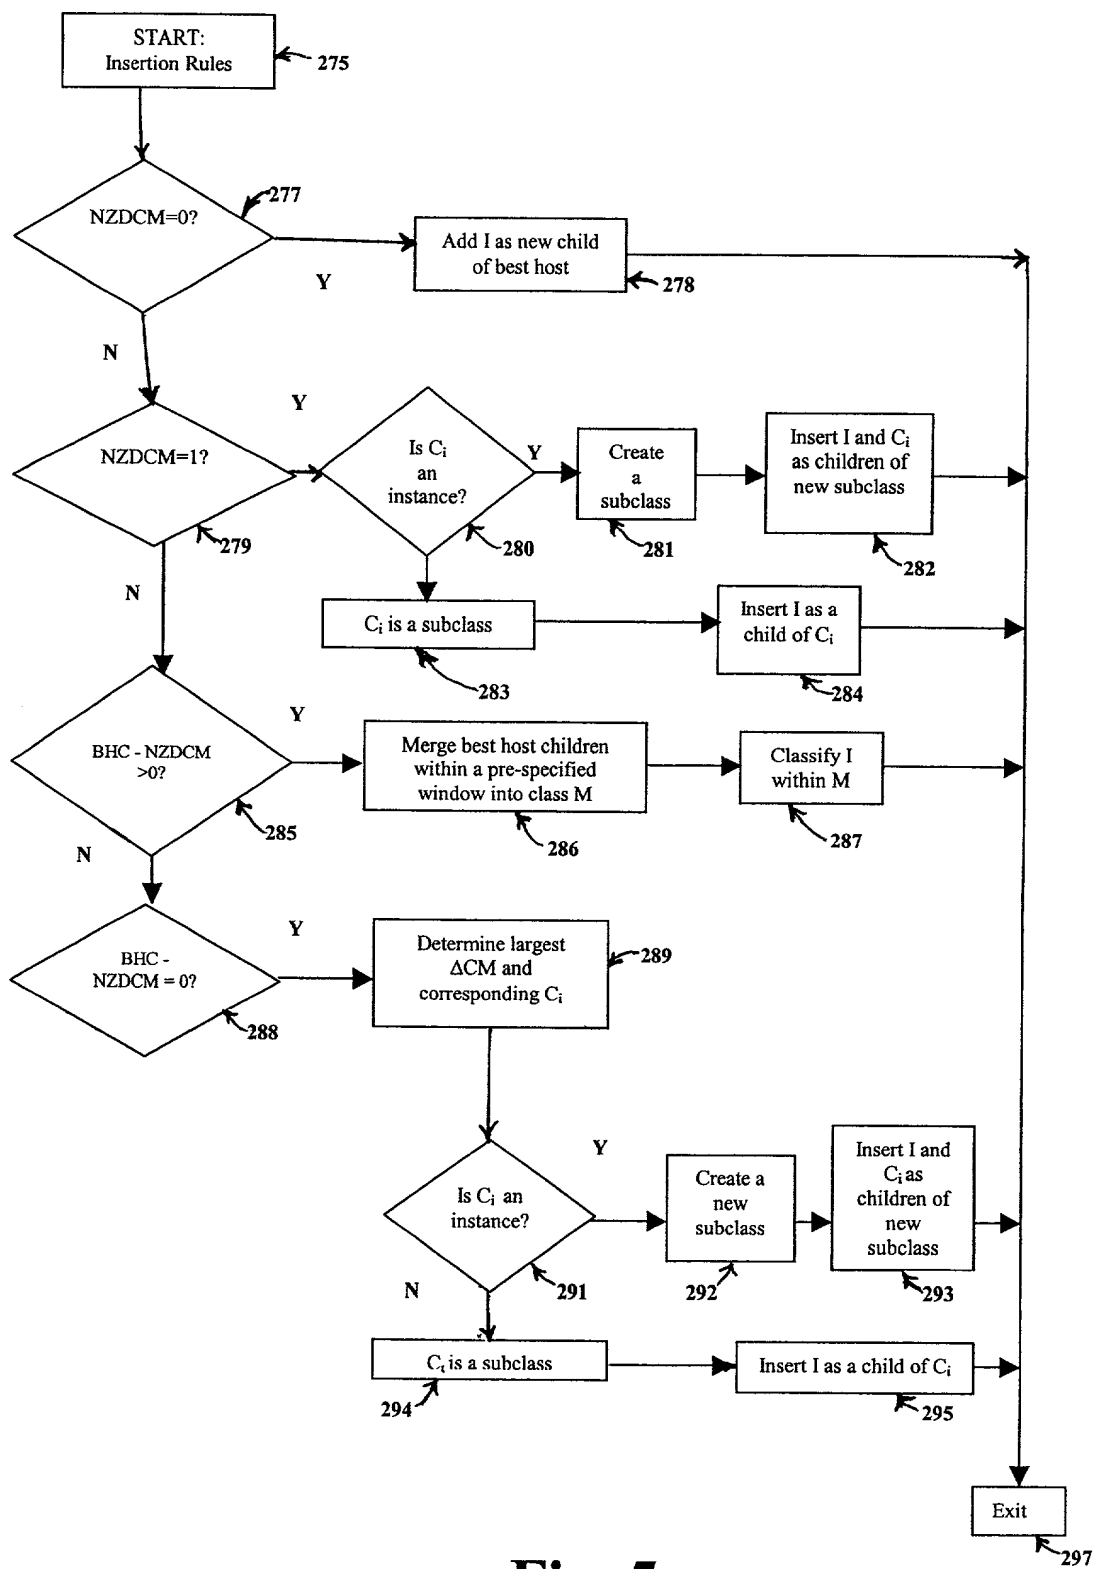 START:
Insertion Rules
275
NZDCM=0?
277
Y
N
Add I as new child
of best host
278
NZDCM=1?
279
Y
N
Is Ci
an
instance?
280
Y
Create
a
subclass
281
Insert I and Ci
as children of
new subclass
282
Ci is a subclass
283
Insert I as a
child of Ci
284
BHC - NZDCM
>0?
285
Y
N
Merge best host children
within a pre-specified
window into class M
286
Classify I
within M
287
BHC -
NZDCM = 0?
288
Y
Determine largest
ΔCM and
corresponding Ci
289
Is Ci an
instance?
291
Y
N
Create a
new
subclass
292
Insert I and
Ci as
children of
new
subclass
293
Ci is a subclass
294
Insert I as a child of Ci
295
Exit
297